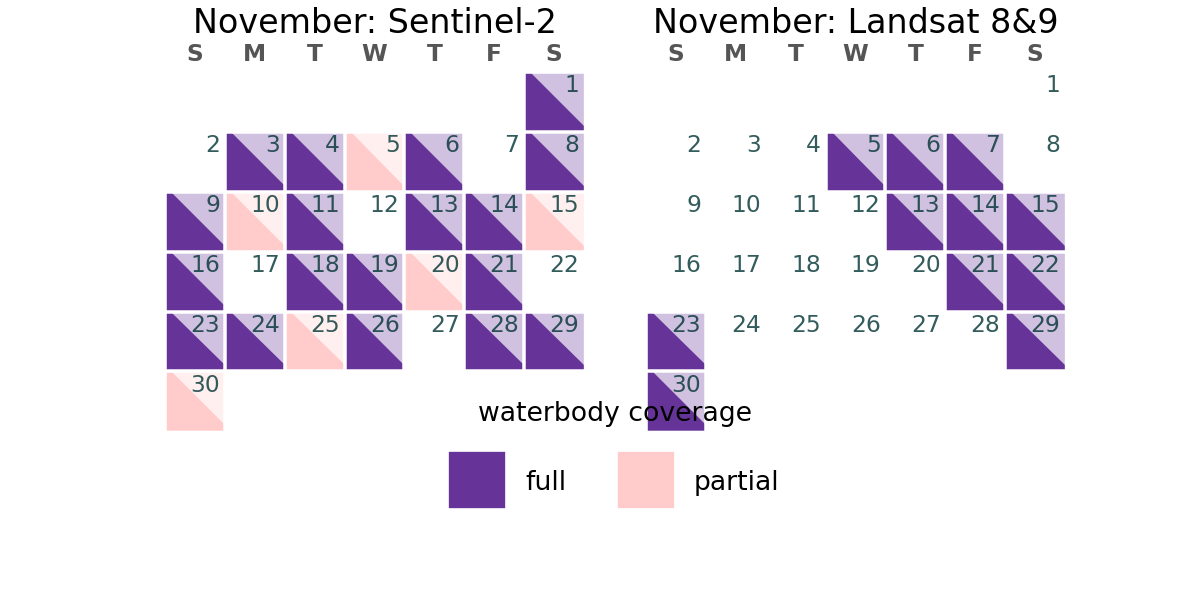 November: Sentinel-2
S M T W T F S
1
2 3 4 5 6 7 8
9 10 11 12 13 14 15
16 17 18 19 20 21 22
23 24 25 26 27 28 29
30
November: Landsat 8&9
S M T W T F S
1
2 3 4 5 6 7 8
9 10 11 12 13 14 15
16 17 18 19 20 21 22
23 24 25 26 27 28 29
30
waterbody coverage
full partial